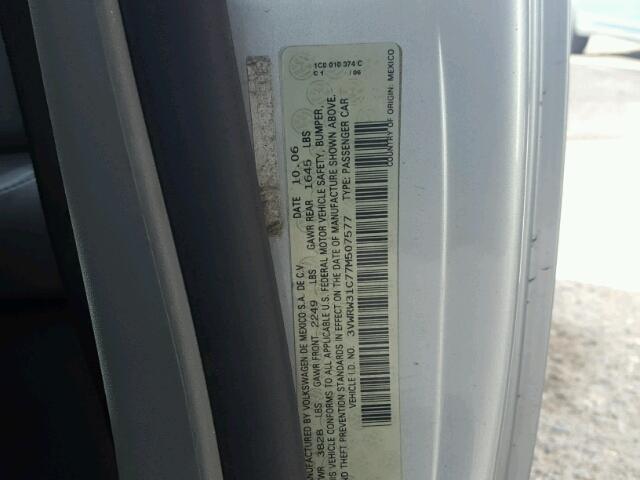 1C0 010 374 C
C 1 / 06
MANUFACTURED BY VOLKSWAGEN DE MEXICO S.A. DE C.V. DATE 10.06
GVWR 3828 LBS GAWR FRONT 2249 LBS GAWR REAR 1645 LBS
THIS VEHICLE CONFORMS TO ALL APPLICABLE U.S. FEDERAL MOTOR VEHICLE SAFETY, BUMPER,
AND THEFT PREVENTION STANDARDS IN EFFECT ON THE DATE OF MANUFACTURE SHOWN ABOVE.
VEHICLE I.D. NO. 3VWRW31C77M507577 TYPE: PASSENGER CAR
COUNTRY OF ORIGIN: MEXICO